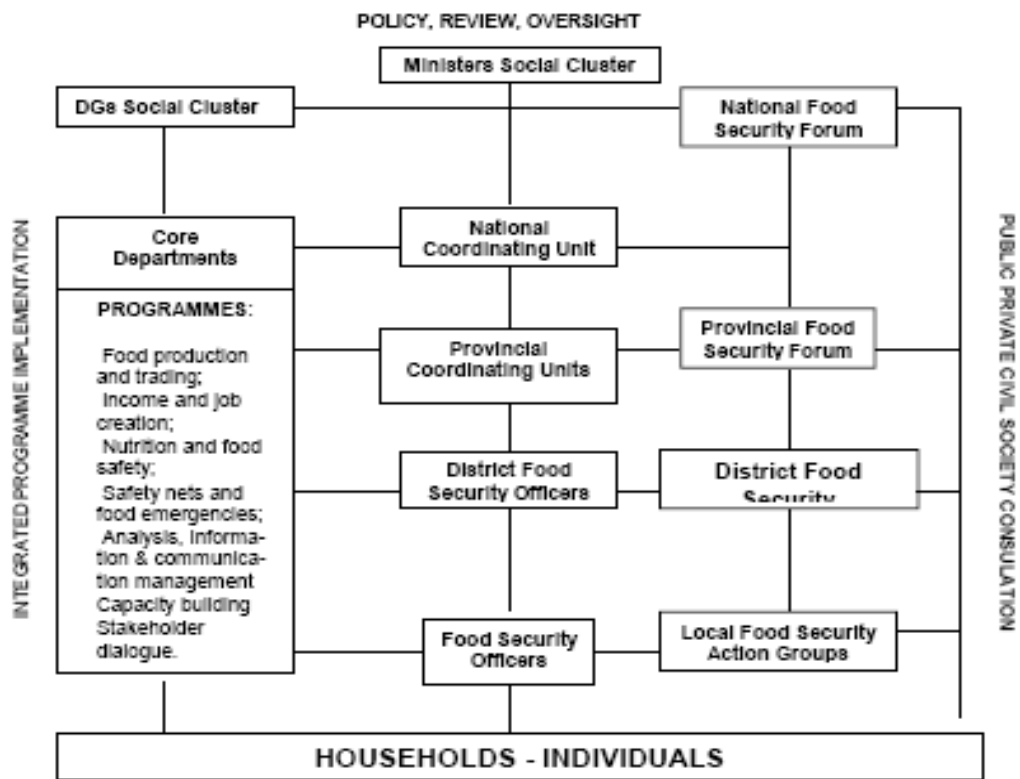 POLICY, REVIEW, OVERSIGHT
Ministers Social Cluster
DGs Social Cluster
National Food
Security Forum
INTEGRATED PROGRAMME IMPLEMENTATION
PUBLIC PRIVATE CIVIL SOCIETY CONSULATION
Core
Departments
National
Coordinating Unit
PROGRAMMES:
Food production
and trading;
Income and job
creation;
Nutrition and food
safety;
Safety nets and
food emergencies;
Analysis, Informa-
tion & communica-
tion management
Capacity building
Stakeholder
dialogue.
Provincial
Coordinating Units
Provincial Food
Security Forum
District Food
Security Officers
District Food
Security
Food Security
Officers
Local Food Security
Action Groups
HOUSEHOLDS - INDIVIDUALS